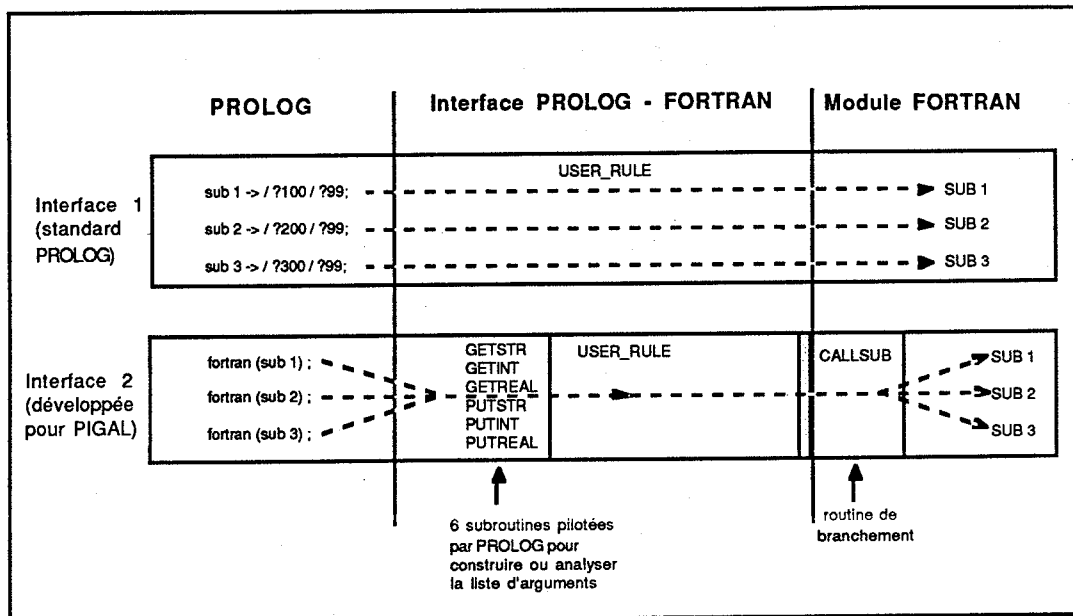 PROLOG
Interface PROLOG - FORTRAN
Module FORTRAN
Interface 1
(standard
PROLOG)
USER_RULE
sub 1 -> / ?100 / ?99;
SUB 1
sub 2 -> / ?200 / ?99;
SUB 2
sub 3 -> / ?300 / ?99;
SUB 3
Interface 2
(développée
pour PIGAL)
fortran (sub 1) ;
fortran (sub 2) ;
fortran (sub 3) ;
GETSTR
GETINT
GETREAL
PUTSTR
PUTINT
PUTREAL
USER_RULE
CALLSUB
SUB 1
SUB 2
SUB 3
6 subroutines pilotées
par PROLOG pour
construire ou analyser
la liste d'arguments
routine de
branchement